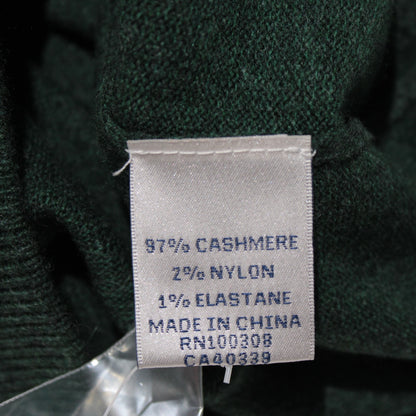 97% CASHMERE
2% NYLON
1% ELASTANE
MADE IN CHINA
RN100308
CA40339